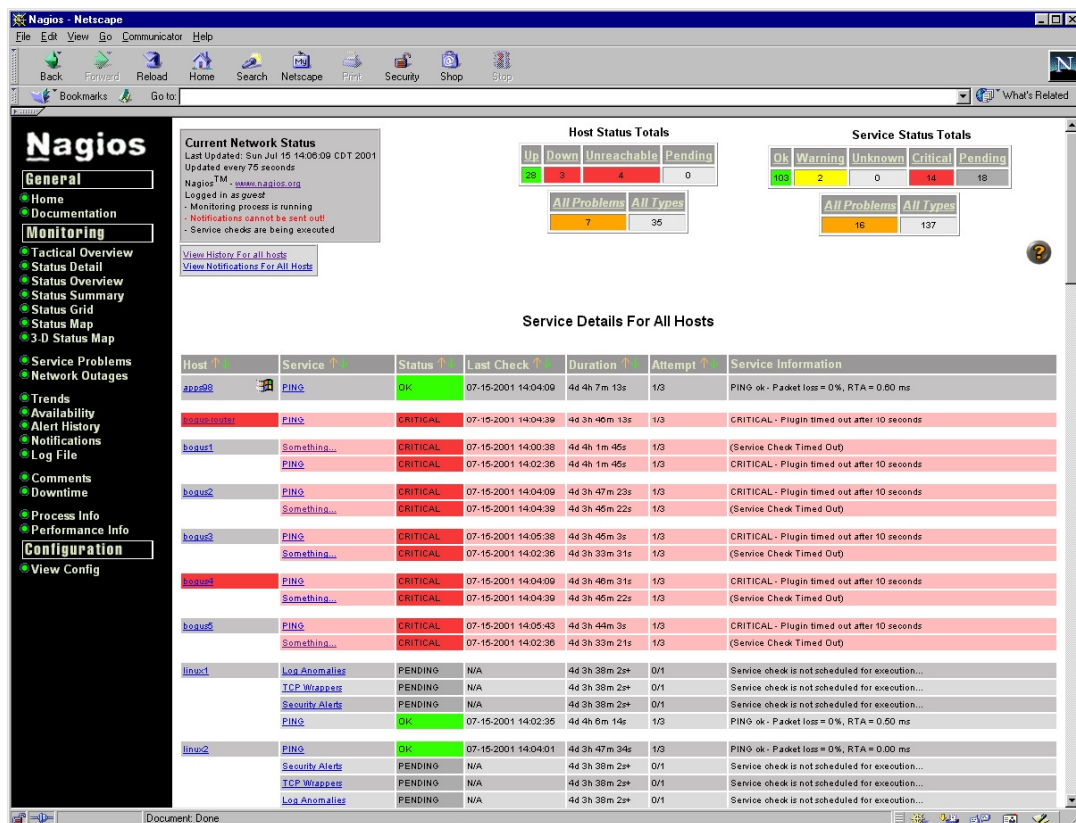 Nagios - Netscape
File Edit View Go Communicator Help
Back Forward Reload Home Search Netscape Print Security Shop Stop
Bookmarks Go to: What's Related
Nagios
General
Home
Documentation
Monitoring
Tactical Overview
Status Detail
Status Overview
Status Summary
Status Grid
Status Map
3-D Status Map
Service Problems
Network Outages
Trends
Availability
Alert History
Notifications
Log File
Comments
Downtime
Process Info
Performance Info
Configuration
View Config
Current Network Status
Last Updated: Sun Jul 15 14:06:09 CDT 2001
Updated every 75 seconds
Nagios™ - www.nagios.org
Logged in as guest
- Monitoring process is running
- Notifications cannot be sent out!
- Service checks are being executed
View History For all hosts
View Notifications For All Hosts
Host Status Totals
Up Down Unreachable Pending
28 3 4 0
All Problems All Types
7 35
Service Status Totals
Ok Warning Unknown Critical Pending
103 2 0 14 18
All Problems All Types
16 137
Service Details For All Hosts
Host Service Status Last Check Duration Attempt Service Information
apps98 PING OK 07-15-2001 14:04:09 4d 4h 7m 13s 1/3 PING ok - Packet loss = 0%, RTA = 0.60 ms
bogus-router PING CRITICAL 07-15-2001 14:04:39 4d 3h 46m 13s 1/3 CRITICAL - Plugin timed out after 10 seconds
bogus1 Something... CRITICAL 07-15-2001 14:00:38 4d 4h 1m 45s 1/3 (Service Check Timed Out)
PING CRITICAL 07-15-2001 14:02:36 4d 4h 1m 45s 1/3 CRITICAL - Plugin timed out after 10 seconds
bogus2 PING CRITICAL 07-15-2001 14:04:09 4d 3h 47m 23s 1/3 CRITICAL - Plugin timed out after 10 seconds
Something... CRITICAL 07-15-2001 14:04:09 4d 3h 45m 22s 1/3 (Service Check Timed Out)
bogus3 PING CRITICAL 07-15-2001 14:05:38 4d 3h 45m 3s 1/3 CRITICAL - Plugin timed out after 10 seconds
Something... CRITICAL 07-15-2001 14:02:36 4d 3h 33m 31s 1/3 (Service Check Timed Out)
bogus4 PING CRITICAL 07-15-2001 14:04:09 4d 3h 46m 31s 1/3 CRITICAL - Plugin timed out after 10 seconds
Something... CRITICAL 07-15-2001 14:04:39 4d 3h 45m 22s 1/3 (Service Check Timed Out)
bogus5 PING CRITICAL 07-15-2001 14:05:43 4d 3h 44m 3s 1/3 CRITICAL - Plugin timed out after 10 seconds
Something... CRITICAL 07-15-2001 14:02:36 4d 3h 33m 21s 1/3 (Service Check Timed Out)
linux1 Log Anomalies PENDING N/A 4d 3h 38m 2s+ 0/1 Service check is not scheduled for execution...
TCP Wrappers PENDING N/A 4d 3h 38m 2s+ 0/1 Service check is not scheduled for execution...
Security Alerts PENDING N/A 4d 3h 38m 2s+ 0/1 Service check is not scheduled for execution...
PING OK 07-15-2001 14:02:35 4d 4h 6m 14s 1/3 PING ok - Packet loss = 0%, RTA = 0.50 ms
linux2 PING OK 07-15-2001 14:04:01 4d 3h 47m 34s 1/3 PING ok - Packet loss = 0%, RTA = 0.00 ms
Security Alerts PENDING N/A 4d 3h 38m 2s+ 0/1 Service check is not scheduled for execution...
TCP Wrappers PENDING N/A 4d 3h 38m 2s+ 0/1 Service check is not scheduled for execution...
Log Anomalies PENDING N/A 4d 3h 38m 2s+ 0/1 Service check is not scheduled for execution...
Document: Done